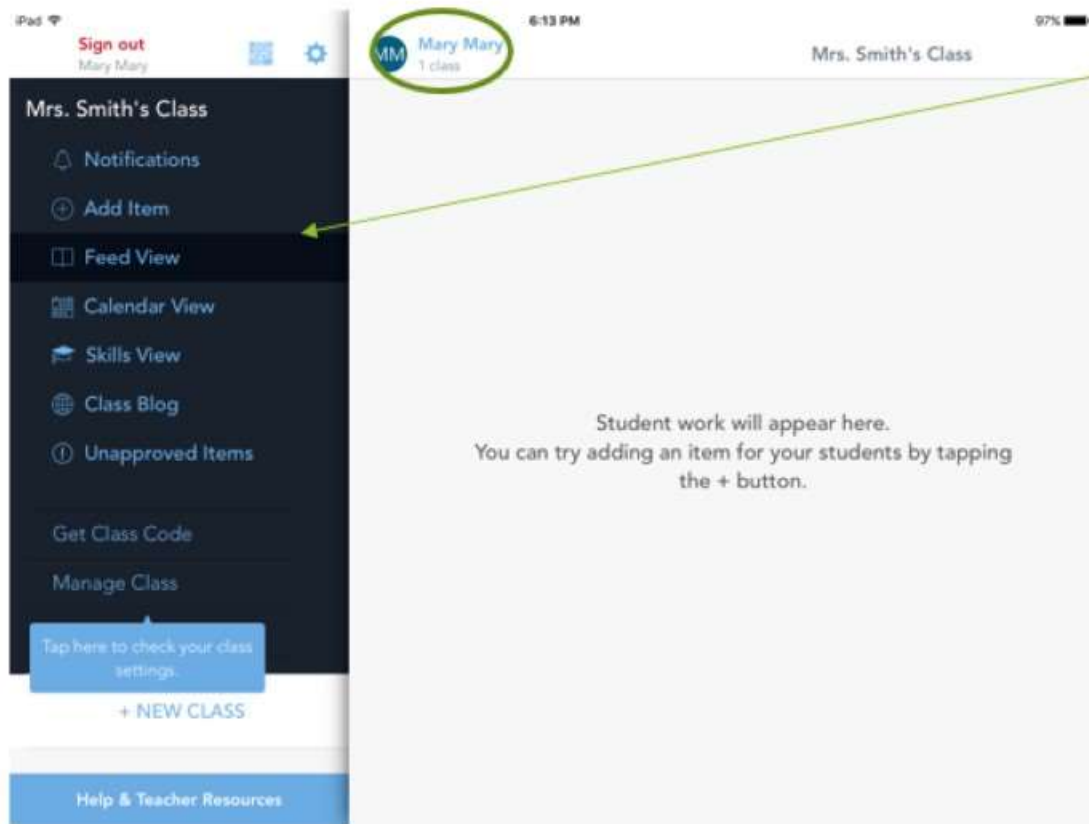 iPad
6:13 PM
97%
Sign out
Mary Mary
MM
Mary Mary
1 class
Mrs. Smith's Class
Mrs. Smith's Class
Notifications
Add Item
Feed View
Calendar View
Skills View
Class Blog
Unapproved Items
Get Class Code
Manage Class
Tap here to check your class
settings.
+ NEW CLASS
Help & Teacher Resources
Student work will appear here.
You can try adding an item for your students by tapping
the + button.